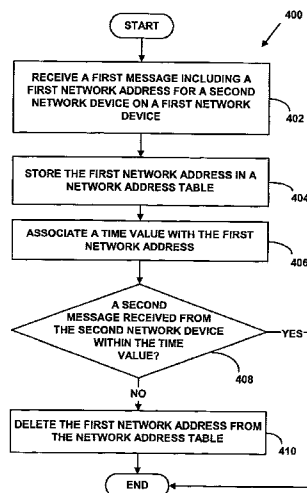 START
400
RECEIVE A FIRST MESSAGE INCLUDING A
FIRST NETWORK ADDRESS FOR A SECOND
NETWORK DEVICE ON A FIRST NETWORK
DEVICE
402
STORE THE FIRST NETWORK ADDRESS IN A
NETWORK ADDRESS TABLE
404
ASSOCIATE A TIME VALUE WITH THE FIRST
NETWORK ADDRESS
406
A
SECOND
MESSAGE RECEIVED FROM
THE SECOND NETWORK DEVICE
WITHIN THE TIME
VALUE?
YES
408
NO
DELETE THE FIRST NETWORK ADDRESS FROM
THE NETWORK ADDRESS TABLE
410
END